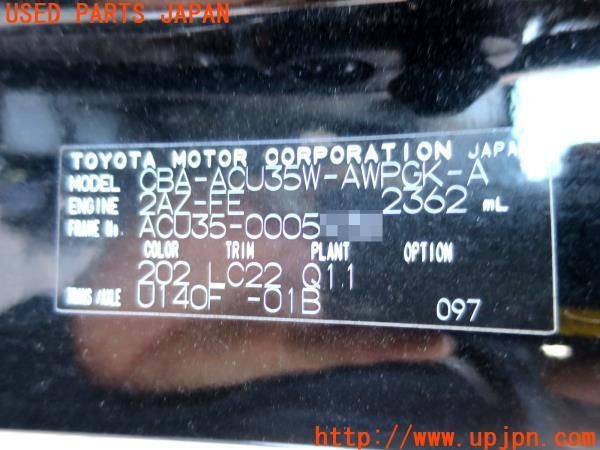 USED PARTS JAPAN
TOYOTA MOTOR CORPORATION JAPAN
MODEL CBA-ACU35W-AWPGK-A
ENGINE 2AZ-FE 2362 mL
FRAME No. ACU35-0005
COLOR TRIM PLANT OPTION
202 LC22 Q11
TRANS/AXLE U140F -01B 097
http://www.upjpn.com/